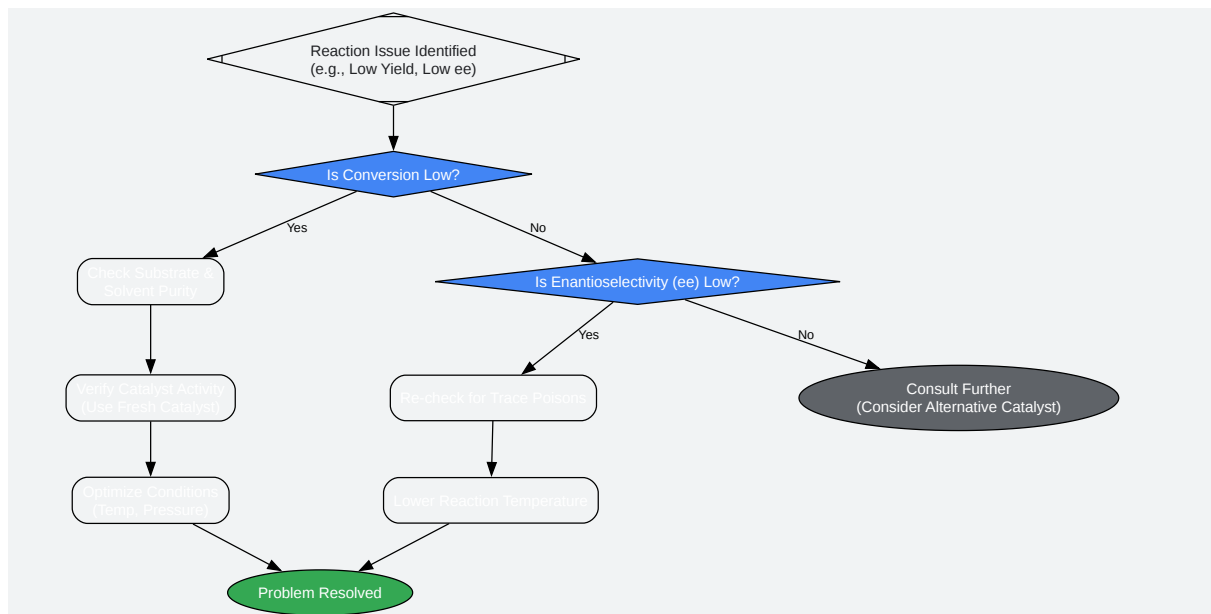 Reaction Issue Identified
(e.g., Low Yield, Low ee)
Is Conversion Low?
Yes
No
Check Substrate &
Solvent Purity
Is Enantioselectivity (ee) Low?
Yes
No
Verify Catalyst Activity
(Use Fresh Catalyst)
Re-check for Trace Poisons
Consult Further
(Consider Alternative Catalyst)
Optimize Conditions
(Temp, Pressure)
Lower Reaction Temperature
Problem Resolved